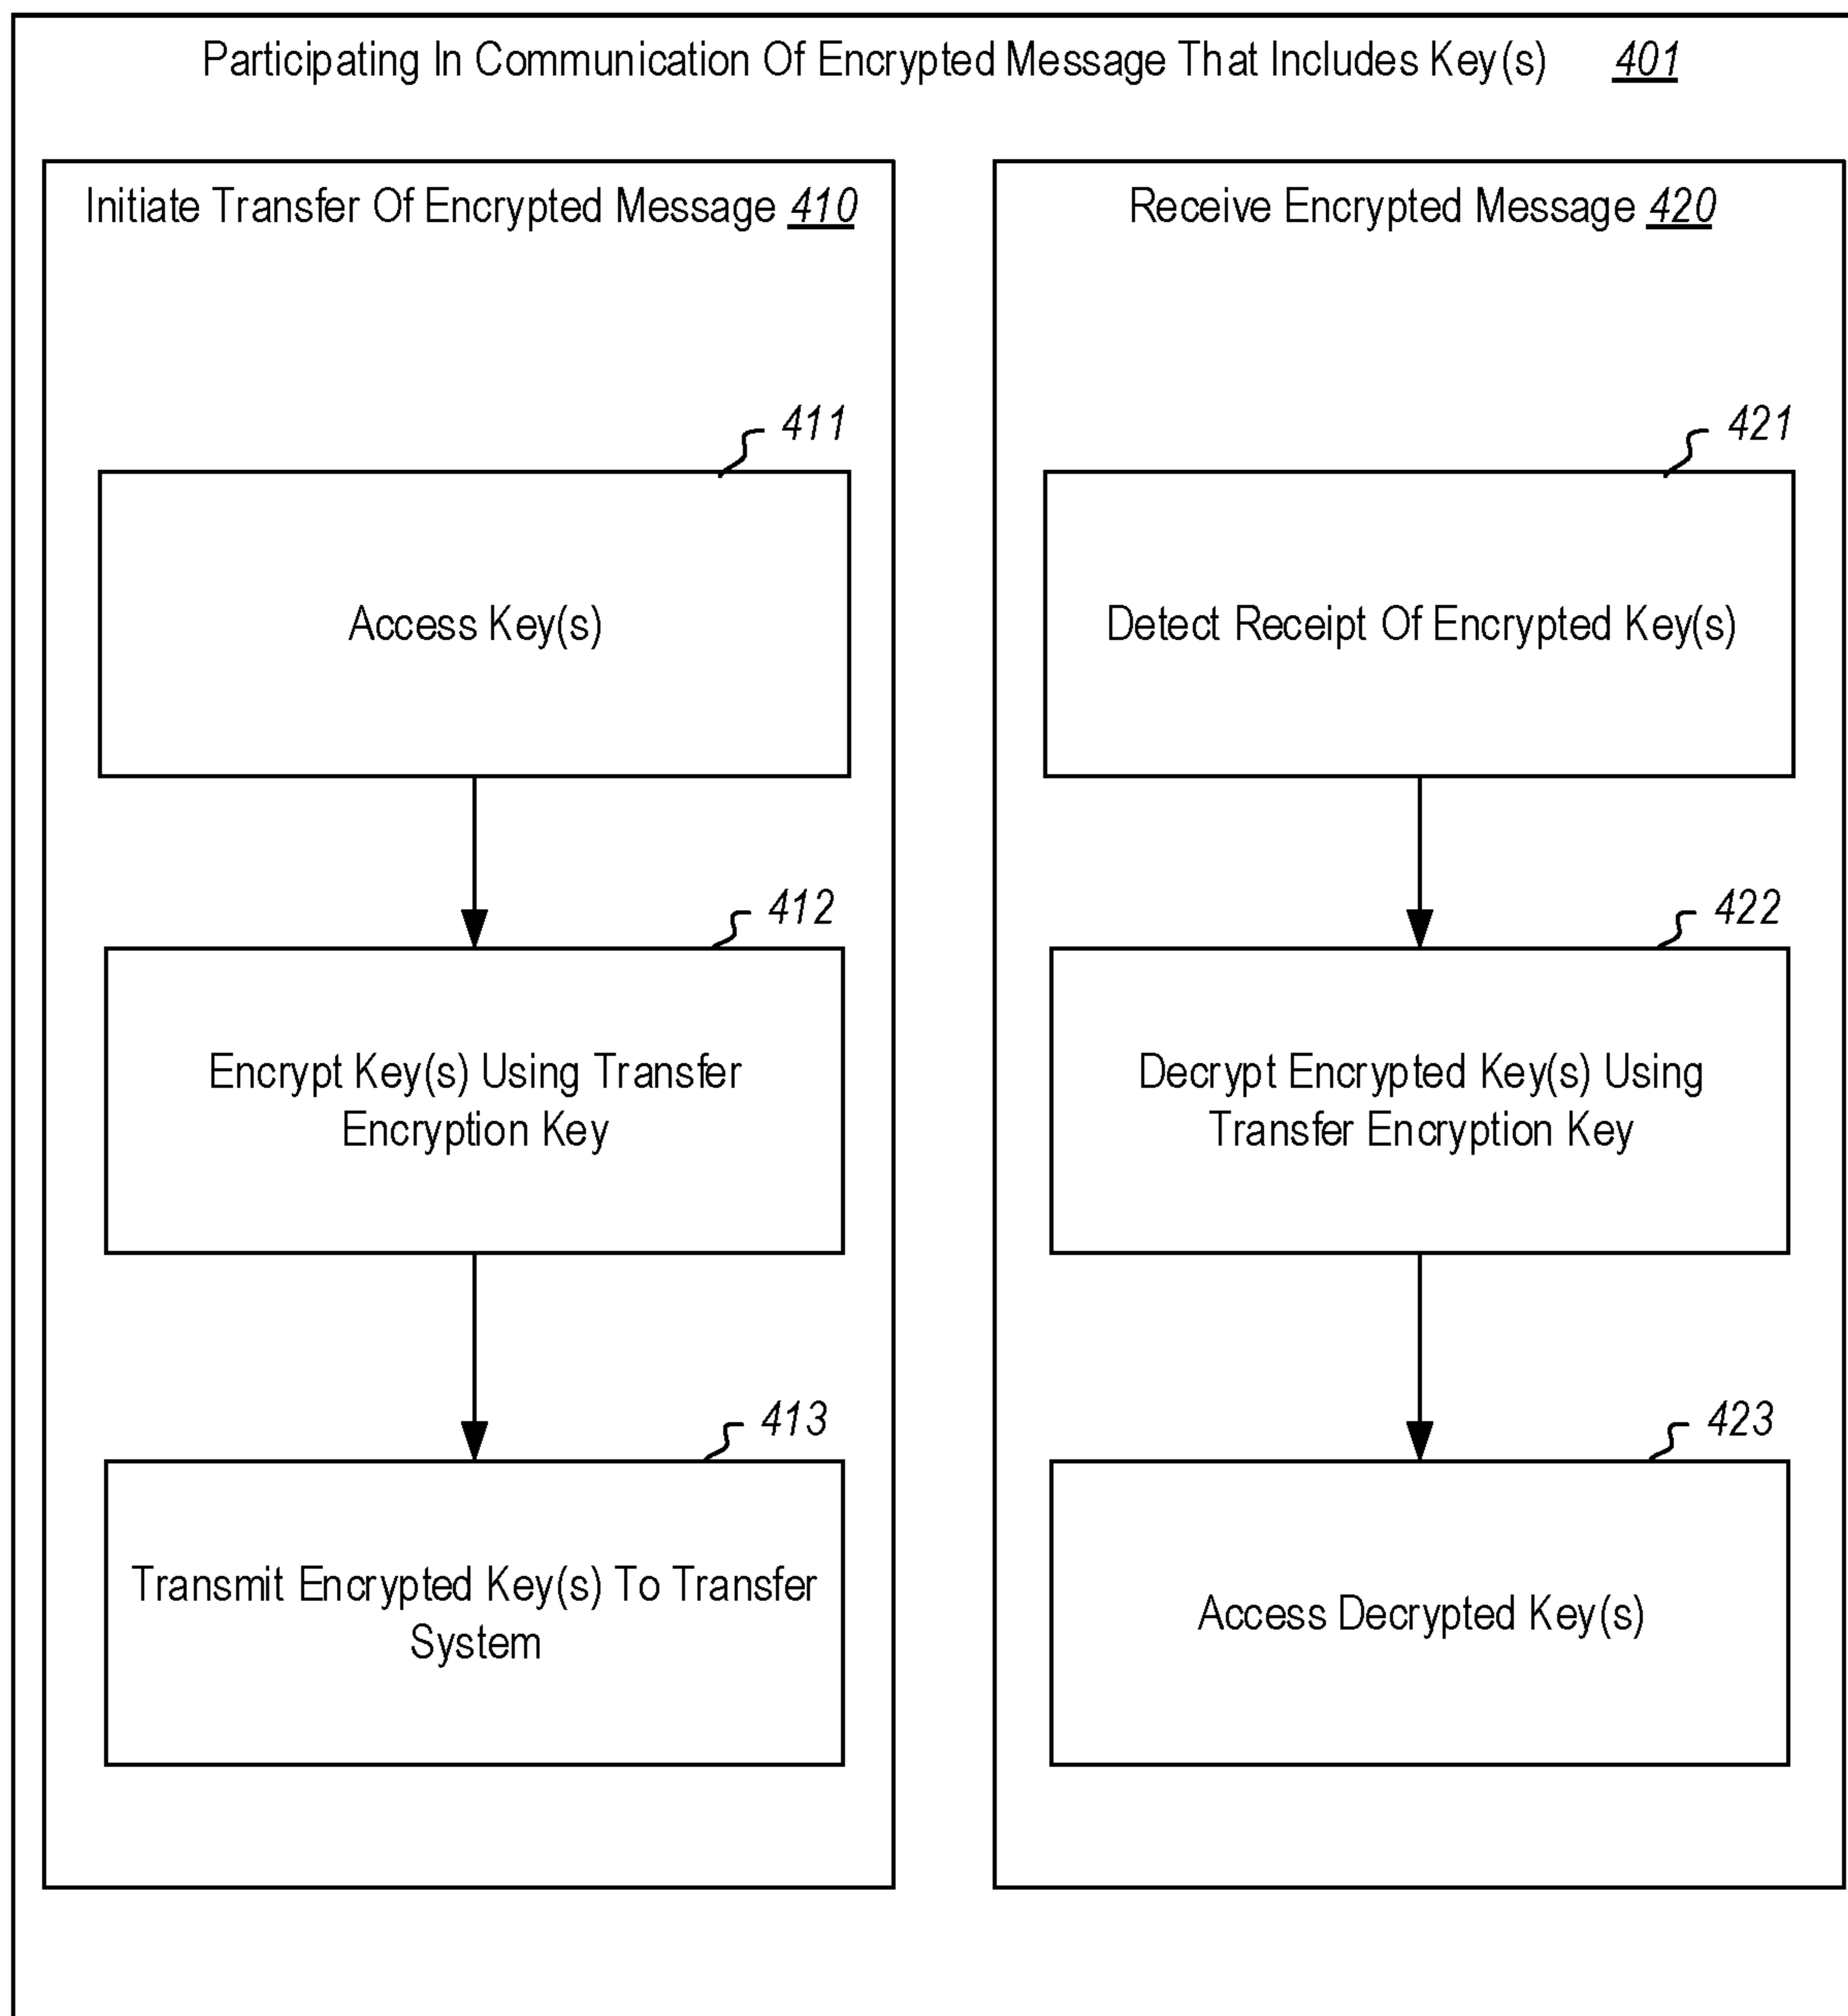 Participating In Communication Of Encrypted Message That Includes Key(s) 401
Initiate Transfer Of Encrypted Message 410
411
Access Key(s)
412
Encrypt Key(s) Using Transfer
Encryption Key
413
Transmit Encrypted Key(s) To Transfer
System
Receive Encrypted Message 420
421
Detect Receipt Of Encrypted Key(s)
422
Decrypt Encrypted Key(s) Using
Transfer Encryption Key
423
Access Decrypted Key(s)